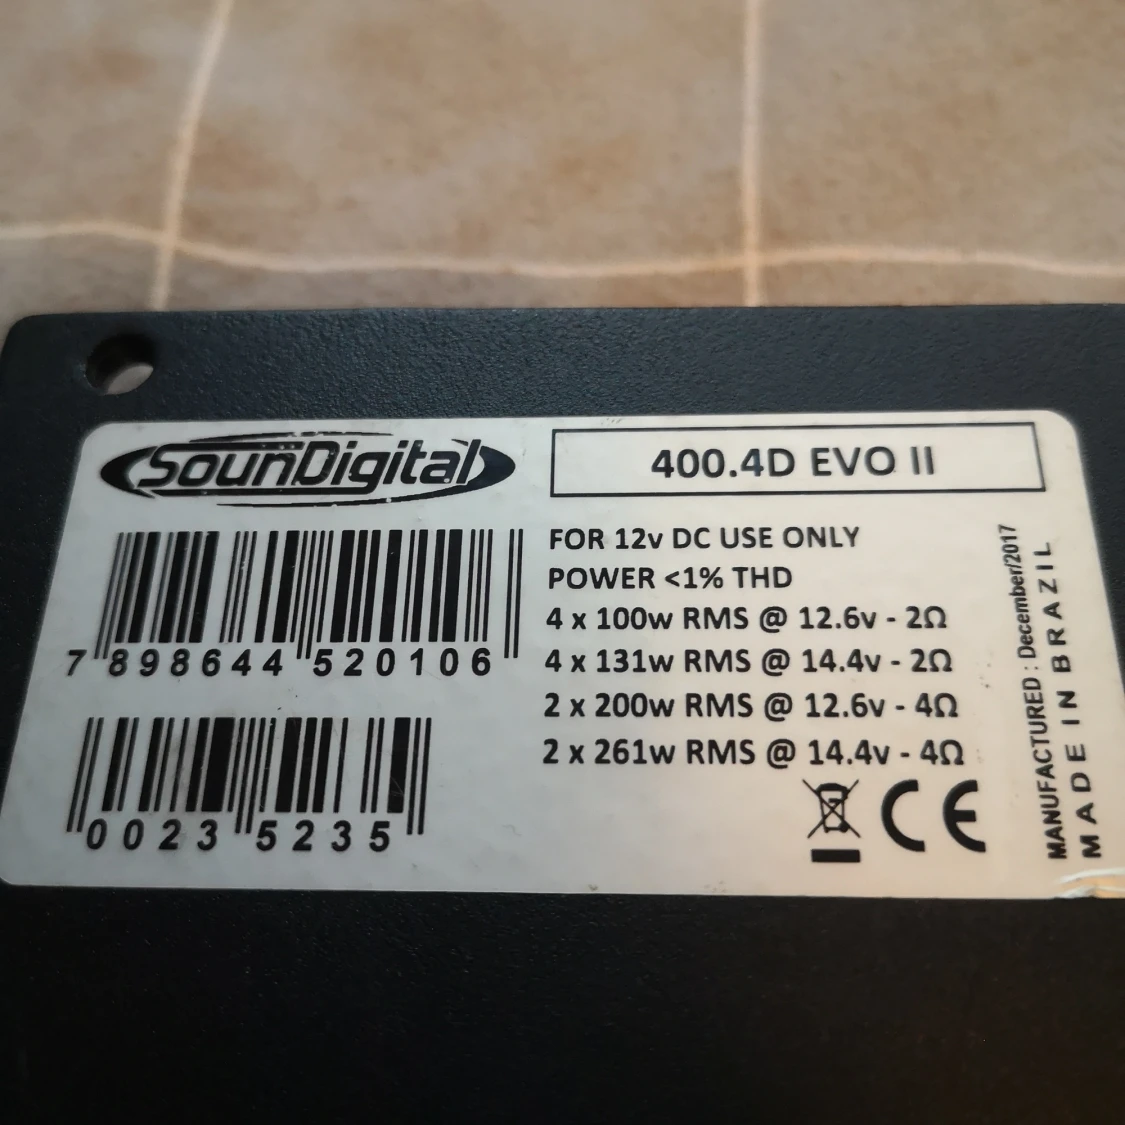 SounDigital
400.4D EVO II
7 898644 520106
0023 5235
FOR 12v DC USE ONLY
POWER <1% THD
4 x 100w RMS @ 12.6v - 2Ω
4 x 131w RMS @ 14.4v - 2Ω
2 x 200w RMS @ 12.6v - 4Ω
2 x 261w RMS @ 14.4v - 4Ω
CE
MANUFACTURED : December/2017
MADE IN BRAZIL